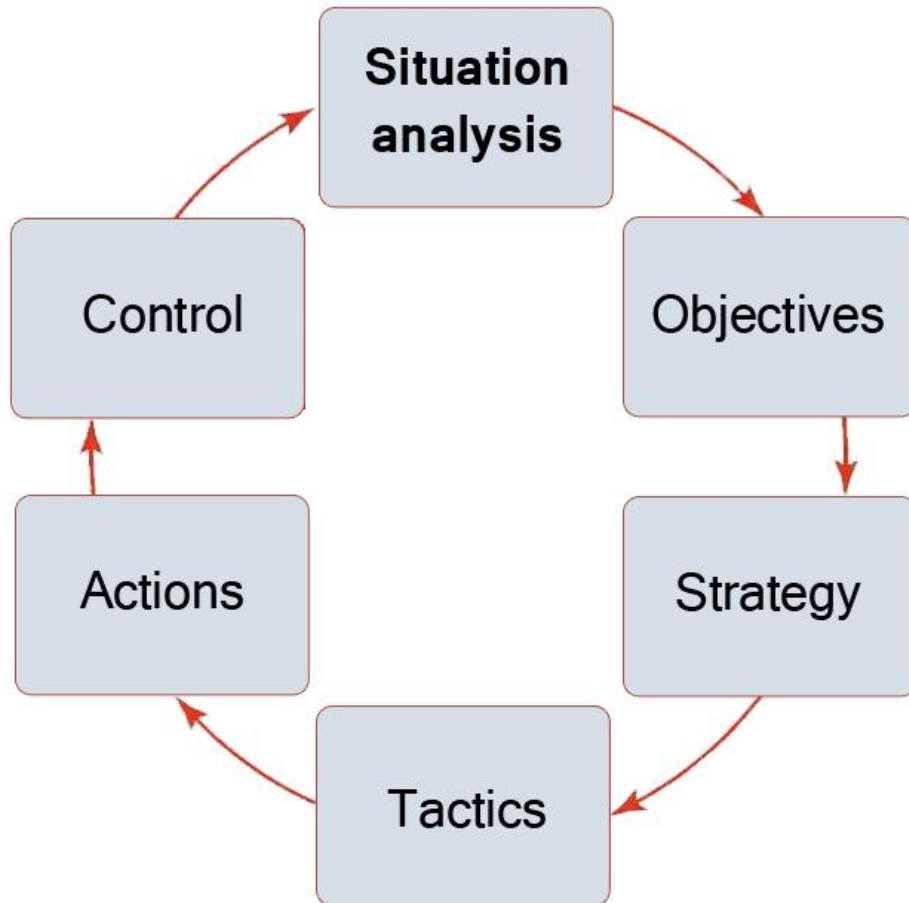 Situation
analysis
Objectives
Strategy
Tactics
Actions
Control